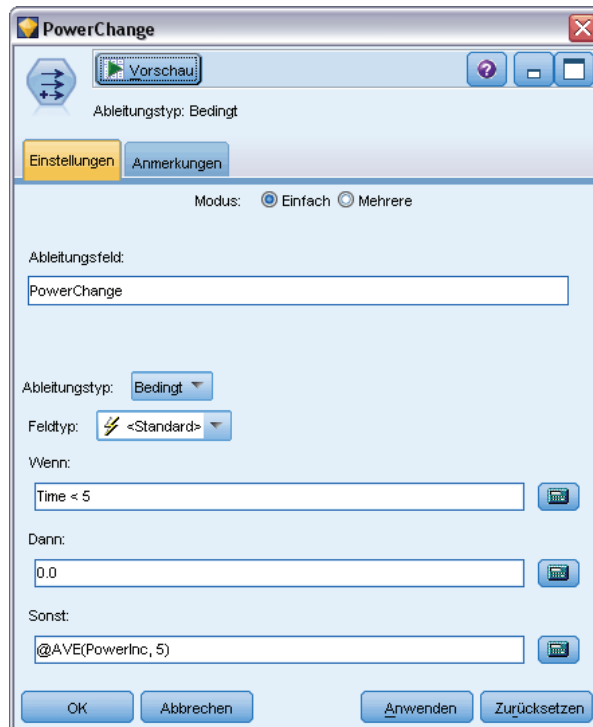 PowerChange
Vorschau
Ableitungstyp: Bedingt
Einstellungen Anmerkungen
Modus: Einfach Mehrere
Ableitungsfeld:
PowerChange
Ableitungstyp: Bedingt
Feldtyp: <Standard>
Wenn:
Time < 5
Dann:
0.0
Sonst:
@AVE(PowerInc, 5)
OK Abbrechen Anwenden Zurücksetzen